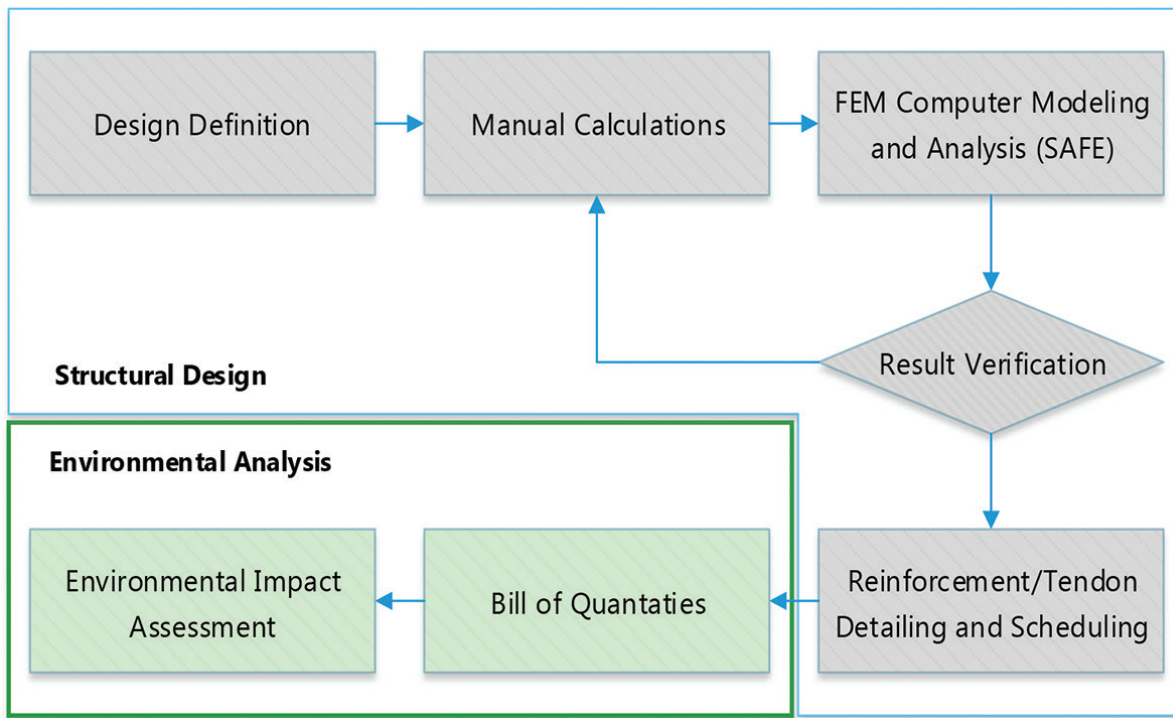 Design Definition
Manual Calculations
FEM Computer Modeling
and Analysis (SAFE)
Result Verification
Structural Design
Environmental Analysis
Environmental Impact
Assessment
Bill of Quantaties
Reinforcement/Tendon
Detailing and Scheduling